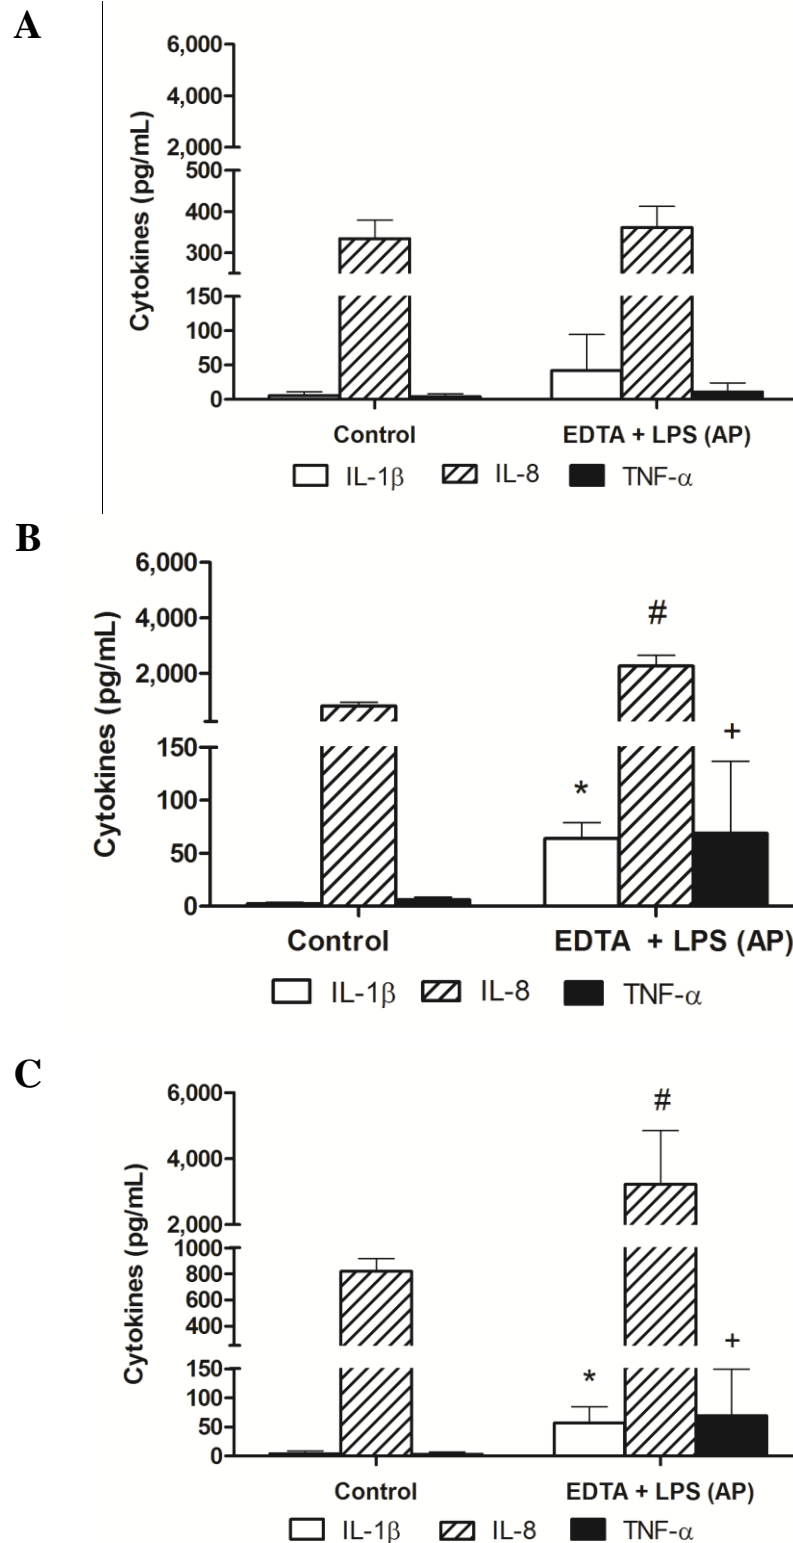 A
Cytokines (pg/mL)
6,000
4,000
2,000
500
400
300
150
100
50
0
Control EDTA + LPS (AP)
IL-1β IL-8 TNF-α
B
Cytokines (pg/mL)
6,000
4,000
#
2,000
+
150
*
100
50
0
Control EDTA + LPS (AP)
IL-1β IL-8 TNF-α
C
Cytokines (pg/mL)
6,000
#
4,000
2,000
1000
800
600
400
+
150
*
100
50
0
Control EDTA + LPS (AP)
IL-1β IL-8 TNF-α